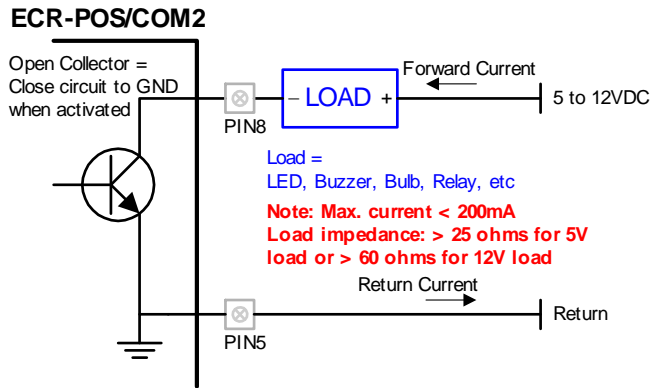 ECR-POS/COM2
Open Collector =
Close circuit to GND
when activated
PIN8
– LOAD +
Forward Current
5 to 12VDC
Load =
LED, Buzzer, Bulb, Relay, etc
Note: Max. current < 200mA
Load impedance: > 25 ohms for 5V
load or > 60 ohms for 12V load
Return Current
Return
PIN5